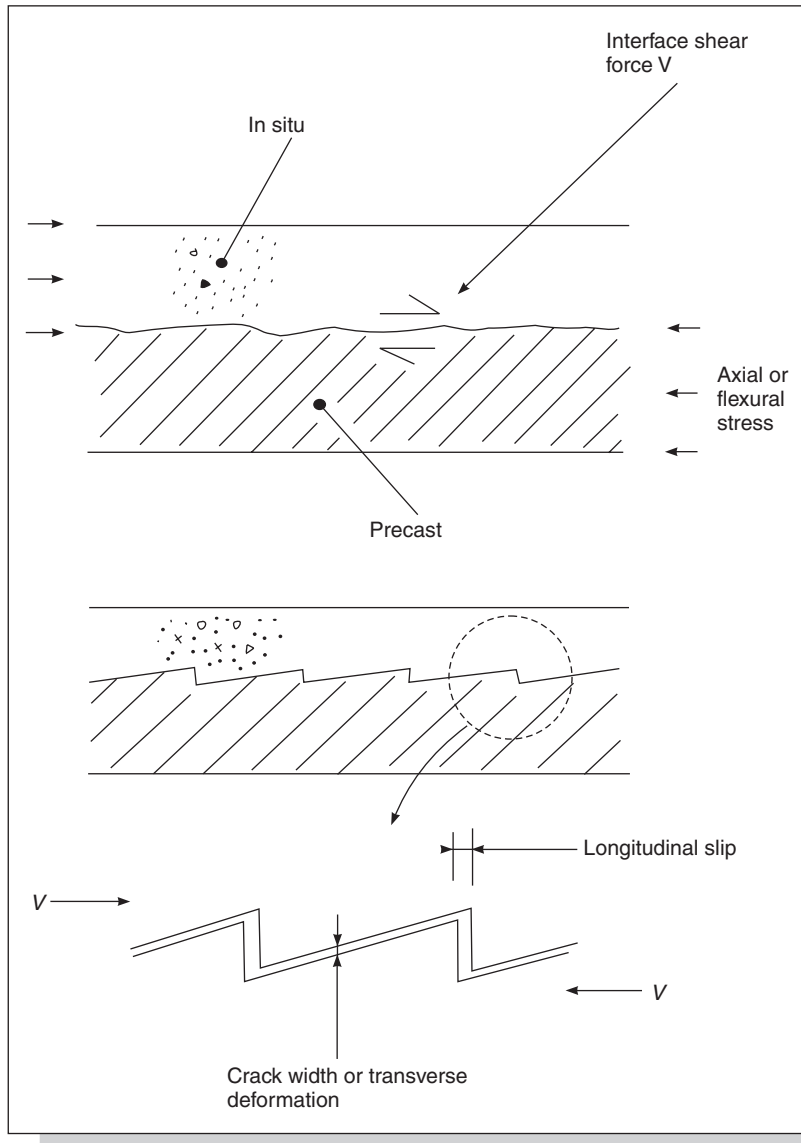 Interface shear
force V
In situ
Axial or
flexural
stress
Precast
Longitudinal slip
V
V
Crack width or transverse
deformation